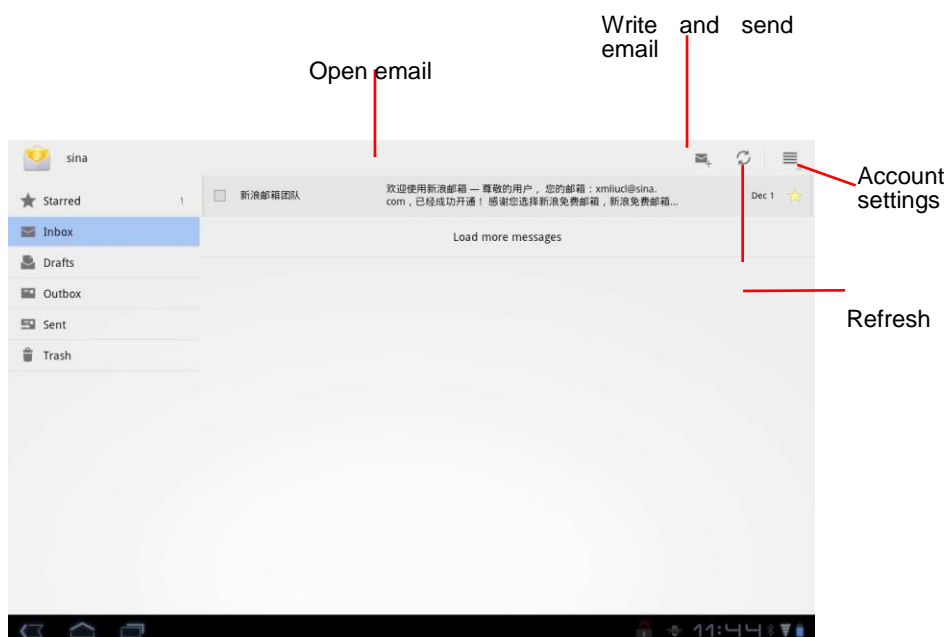 Write and send
email
Open email
sina
Account
settings
Starred 1
新浪邮箱团队
欢迎使用新浪邮箱 — 尊敬的用户，您的邮箱：xmliucl@sina.
com，已经成功开通！感谢您选择新浪免费邮箱，新浪免费邮箱...
Dec 1
Inbox
Load more messages
Drafts
Outbox
Sent
Refresh
Trash
11:44